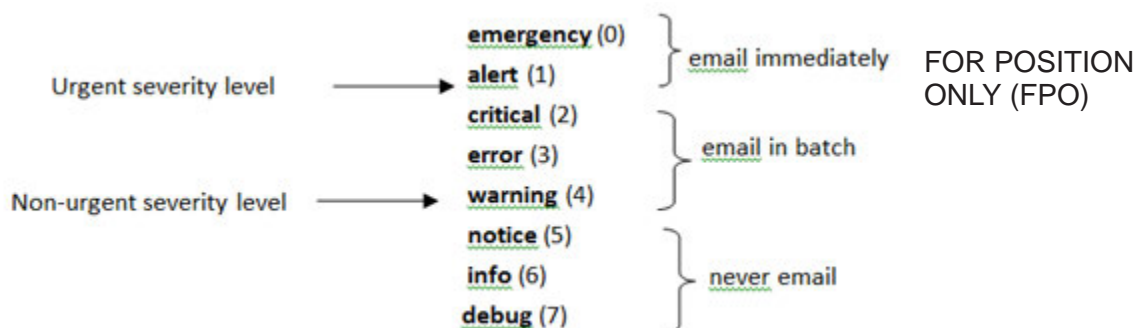 emergency (0)
email immediately
FOR POSITION
ONLY (FPO)
Urgent severity level
alert (1)
critical (2)
error (3)
email in batch
Non-urgent severity level
warning (4)
notice (5)
info (6)
never email
debug (7)